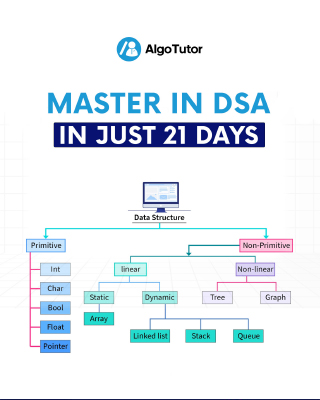 AlgoTutor
MASTER IN DSA
IN JUST 21 DAYS
Data Structure
Primitive
Non-Primitive
Int
Char
Bool
Float
Pointer
linear
Non-linear
Static
Dynamic
Tree
Graph
Array
Linked list
Stack
Queue